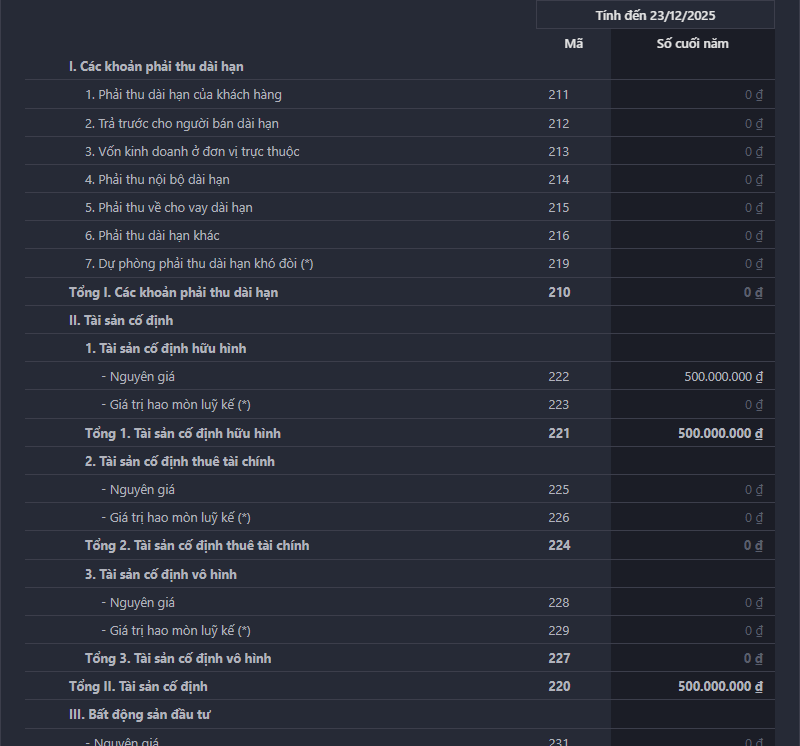 Tính đến 23/12/2025
Mã Số cuối năm
I. Các khoản phải thu dài hạn
1. Phải thu dài hạn của khách hàng 211 0 ₫
2. Trả trước cho người bán dài hạn 212 0 ₫
3. Vốn kinh doanh ở đơn vị trực thuộc 213 0 ₫
4. Phải thu nội bộ dài hạn 214 0 ₫
5. Phải thu về cho vay dài hạn 215 0 ₫
6. Phải thu dài hạn khác 216 0 ₫
7. Dự phòng phải thu dài hạn khó đòi (*) 219 0 ₫
Tổng I. Các khoản phải thu dài hạn 210 0 ₫
II. Tài sản cố định
1. Tài sản cố định hữu hình
- Nguyên giá 222 500.000.000 ₫
- Giá trị hao mòn luỹ kế (*) 223 0 ₫
Tổng 1. Tài sản cố định hữu hình 221 500.000.000 ₫
2. Tài sản cố định thuê tài chính
- Nguyên giá 225 0 ₫
- Giá trị hao mòn luỹ kế (*) 226 0 ₫
Tổng 2. Tài sản cố định thuê tài chính 224 0 ₫
3. Tài sản cố định vô hình
- Nguyên giá 228 0 ₫
- Giá trị hao mòn luỹ kế (*) 229 0 ₫
Tổng 3. Tài sản cố định vô hình 227 0 ₫
Tổng II. Tài sản cố định 220 500.000.000 ₫
III. Bất động sản đầu tư
- Nguyên giá 231 0 ₫